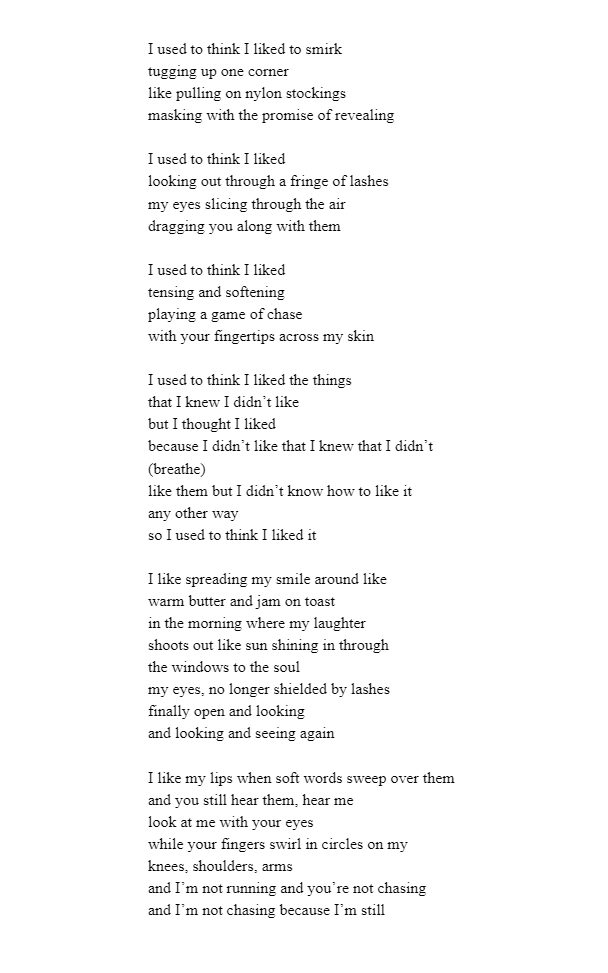 I used to think I liked to smirk
tugging up one corner
like pulling on nylon stockings
masking with the promise of revealing

I used to think I liked
looking out through a fringe of lashes
my eyes slicing through the air
dragging you along with them

I used to think I liked
tensing and softening
playing a game of chase
with your fingertips across my skin

I used to think I liked the things
that I knew I didn’t like
but I thought I liked
because I didn’t like that I knew that I didn’t
(breathe)
like them but I didn’t know how to like it
any other way
so I used to think I liked it

I like spreading my smile around like
warm butter and jam on toast
in the morning where my laughter
shoots out like sun shining in through
the windows to the soul
my eyes, no longer shielded by lashes
finally open and looking
and looking and seeing again

I like my lips when soft words sweep over them
and you still hear them, hear me
look at me with your eyes
while your fingers swirl in circles on my
knees, shoulders, arms
and I’m not running and you’re not chasing
and I’m not chasing because I’m still